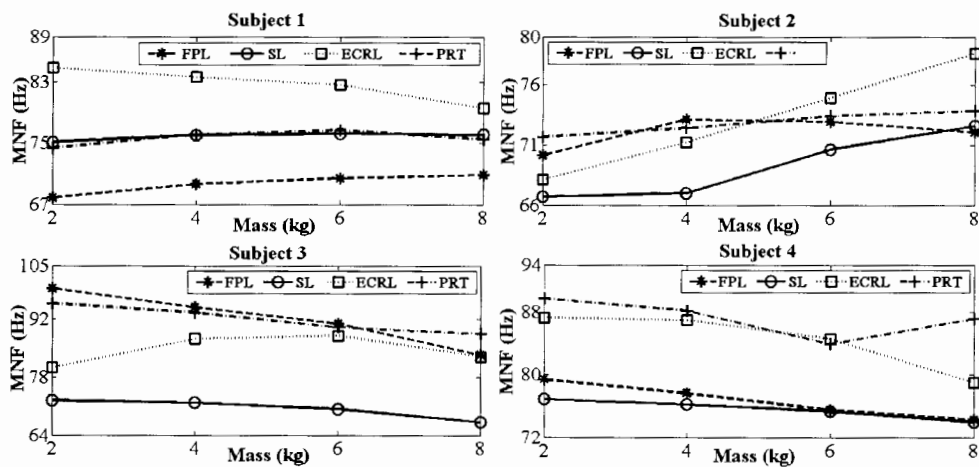 Subject 1
89
83
75
67
MNF (Hz)
FPL SL ECRL PRT
2 4 6 8
Mass (kg)
Subject 2
80
76
71
66
MNF (Hz)
FPL SL ECRL
2 4 6 8
Mass (kg)
Subject 3
105
92
78
64
MNF (Hz)
FPL SL ECRL PRT
2 4 6 8
Mass (kg)
Subject 4
94
88
80
72
MNF (Hz)
FPL SL ECRL PRT
2 4 6 8
Mass (kg)